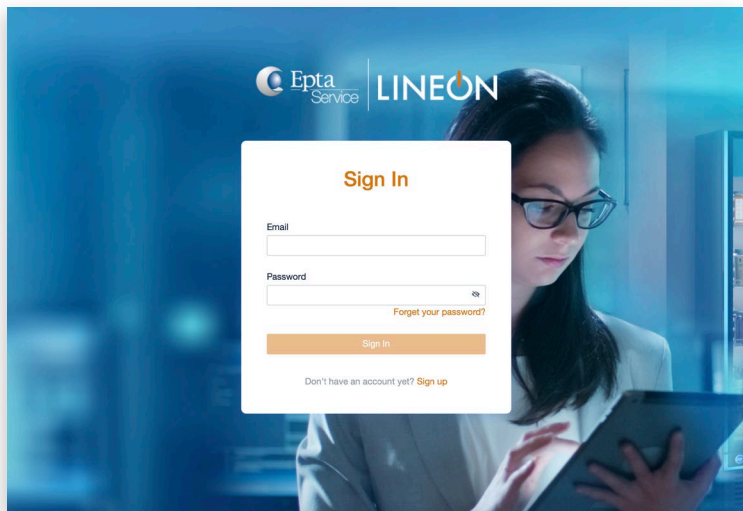 Epta
Service
LINEON
Sign In
Email
Password
Forget your password?
Sign In
Don't have an account yet? Sign up